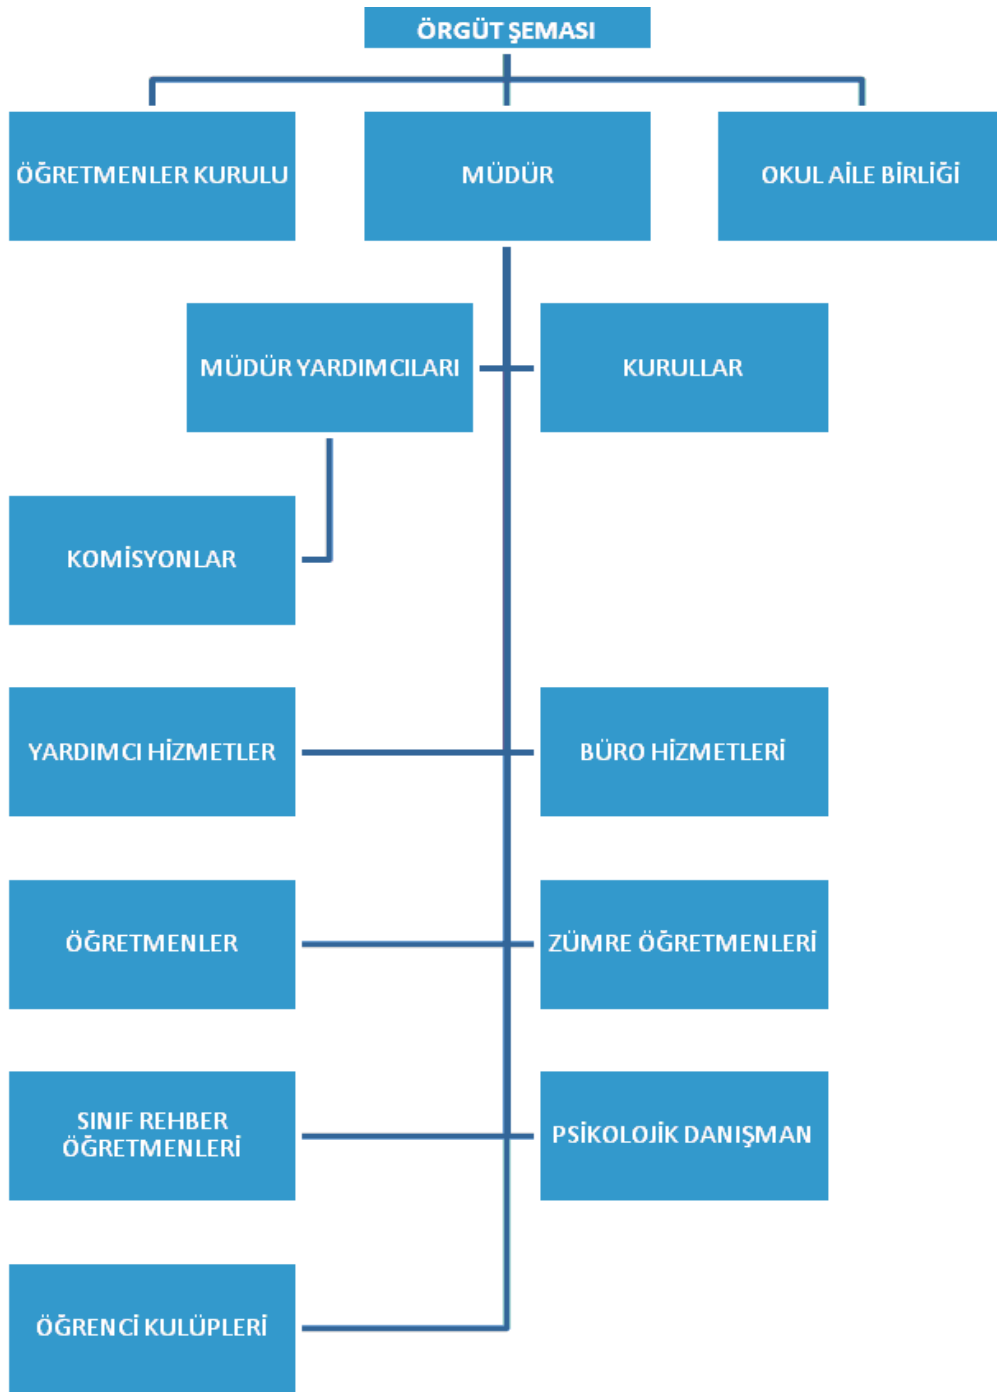 ÖRGÜT ŞEMASI
ÖĞRETMENLER KURULU
MÜDÜR
OKUL AİLE BİRLİĞİ
MÜDÜR YARDIMCILARI
KURULLAR
KOMİSYONLAR
YARDIMCI HİZMETLER
BÜRO HİZMETLERİ
ÖĞRETMENLER
ZÜMRE ÖĞRETMENLERİ
SINIF REHBER
ÖĞRETMENLERİ
PSİKOLOJİK DANIŞMAN
ÖĞRENCİ KULÜPLERİ